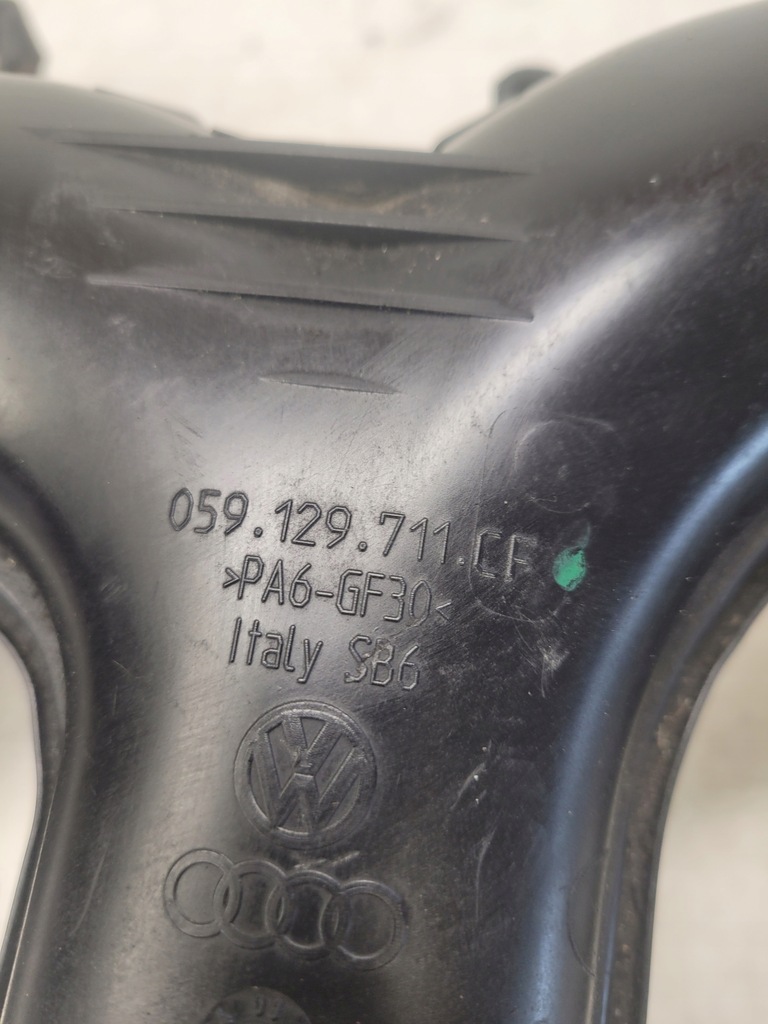 059.129.711.CF
>PA6-GF30<
Italy SB6